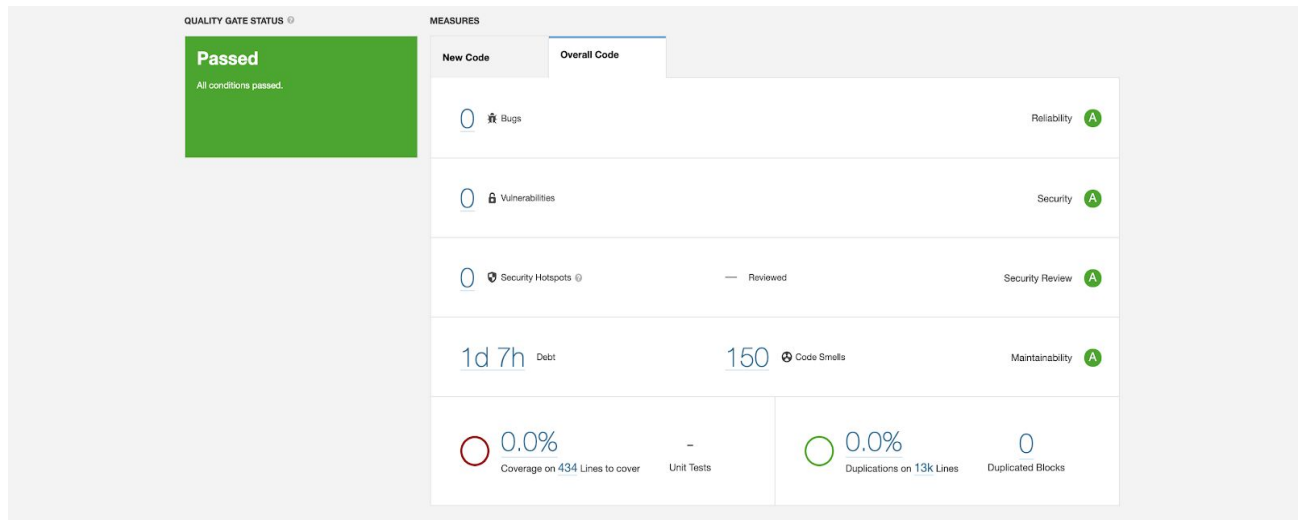 QUALITY GATE STATUS
MEASURES
Passed
All conditions passed.
New Code
Overall Code
0 Bugs
Reliability A
0 Vulnerabilities
Security A
0 Security Hotspots
— Reviewed
Security Review A
1d 7h Debt
150 Code Smells
Maintainability A
0.0%
Coverage on 434 Lines to cover
-
Unit Tests
0.0%
Duplications on 13k Lines
0
Duplicated Blocks